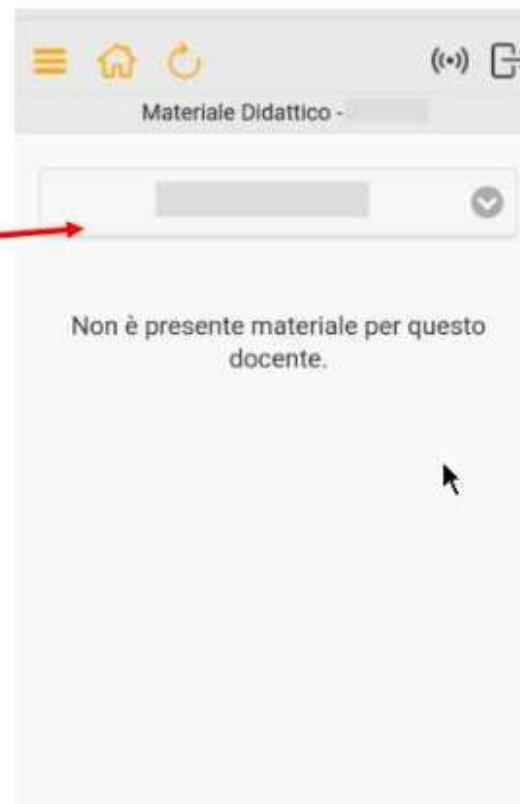 Materiale Didattico -
Non è presente materiale per questo
docente.